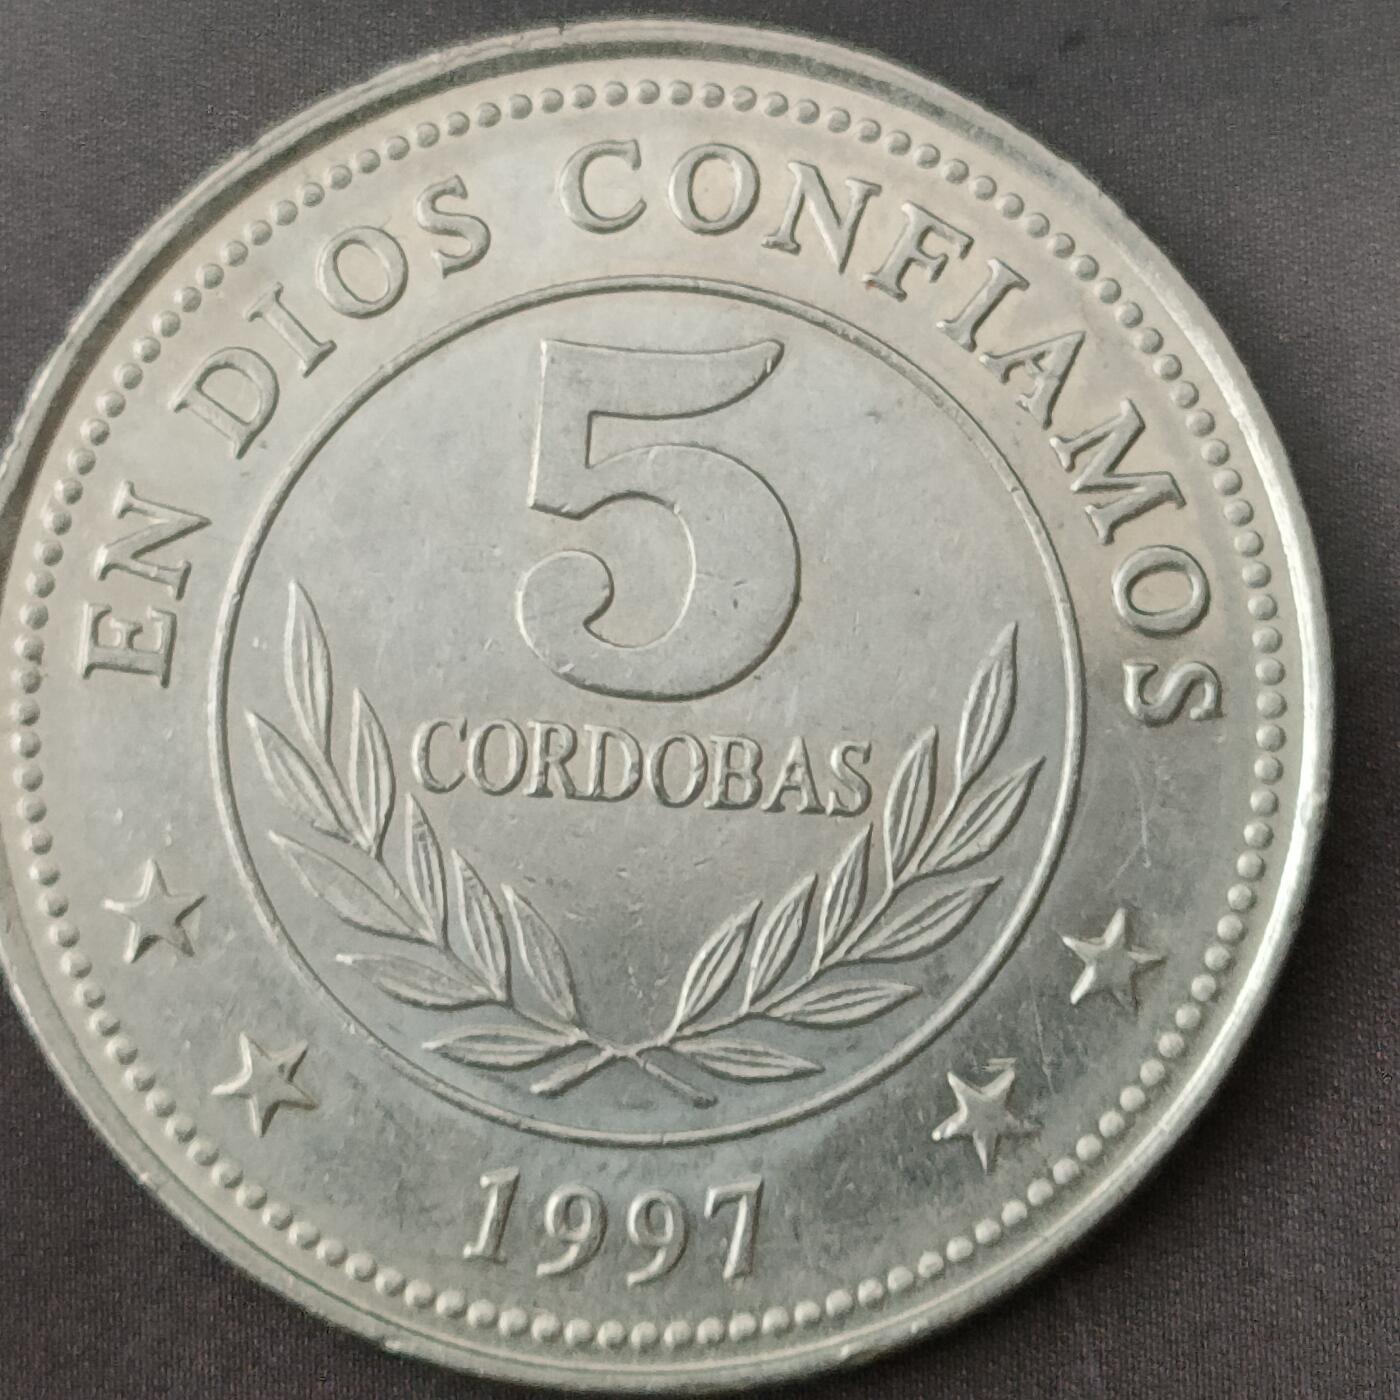 EN DIOS CONFIAMOS
5
CORDOBAS
1997